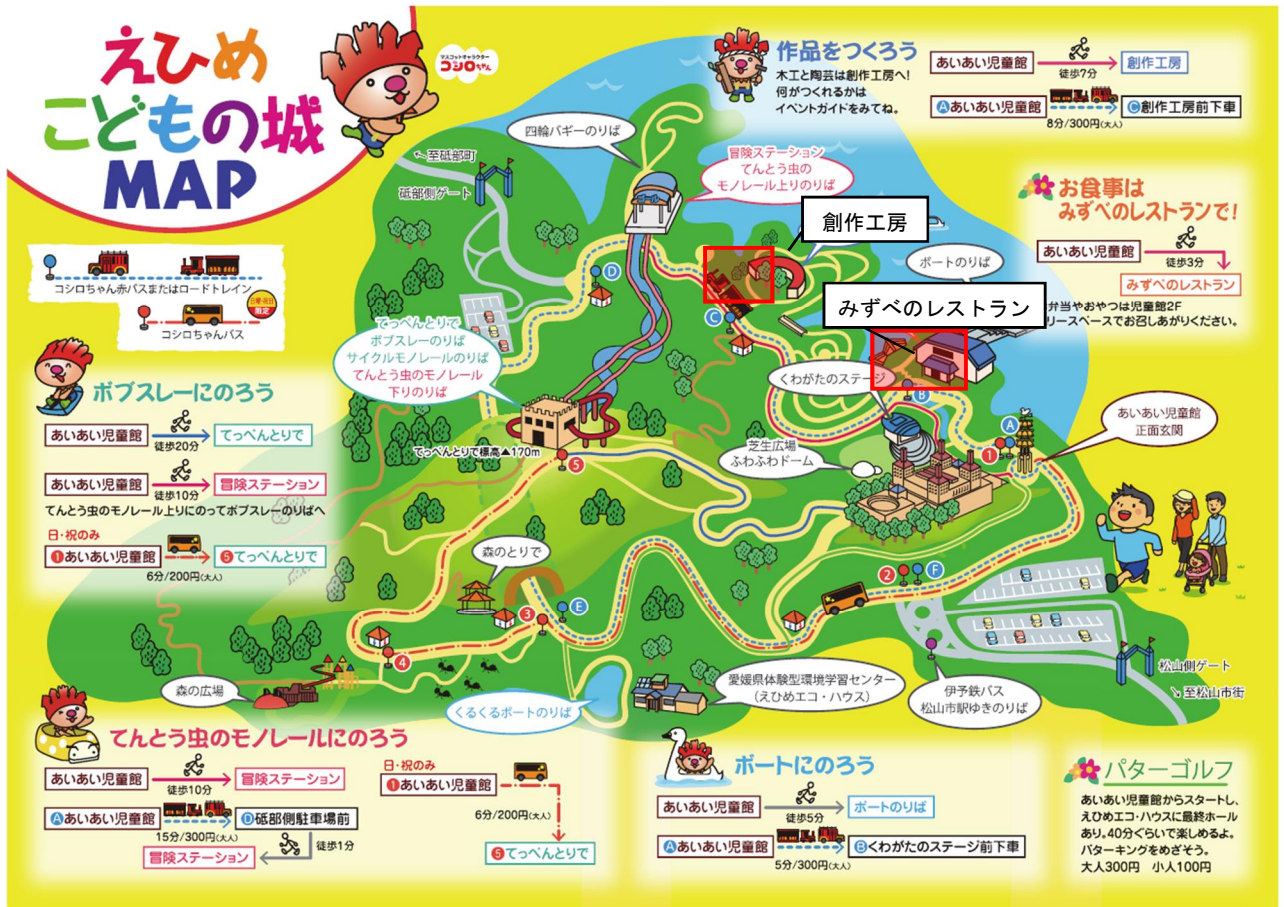 えひめ
こどもの城
MAP
マスコットキャラクター
コシロちゃん
コシロちゃん赤バスまたはロードトレイン
日曜・祝日
限定
コシロちゃんバス
作品をつくろう
木工と陶芸は創作工房へ!
何がつくれるかは
イベントガイドをみてね。
あいあい児童館
徒歩7分
創作工房
Aあいあい児童館
8分/300円(大人)
C創作工房前下車
お食事は
みずべのレストランで!
あいあい児童館
徒歩3分
みずべのレストラン
弁当やおやつは児童館2F
リースペースでお召しあがりください。
四輪バギーのりば
←至砥部町
砥部側ゲート
冒険ステーション
てんとう虫の
モノレール上りのりば
創作工房
ボートのりば
みずべのレストラン
D
C
くわがたのステージ
B
A
てっぺんとりで
ボブスレーのりば
サイクルモノレールのりば
てんとう虫のモノレール
下りのりば
あいあい児童館
正面玄関
1
てっぺんとりで標高▲170m
5
芝生広場
ふわふわドーム
ボブスレーにのろう
あいあい児童館
徒歩20分
てっぺんとりで
あいあい児童館
徒歩10分
冒険ステーション
てんとう虫のモノレール上りにのってボブスレーのりばへ
日・祝のみ
1あいあい児童館
6分/200円(大人)
5てっぺんとりで
森のとりで
2
F
3
E
4
森の広場
くるくるボートのりば
愛媛県体験型環境学習センター
(えひめエコ・ハウス)
伊予鉄バス
松山市駅ゆきのりば
松山側ゲート
↘至松山市街
てんとう虫のモノレールにのろう
あいあい児童館
徒歩10分
冒険ステーション
Aあいあい児童館
15分/300円(大人)
D砥部側駐車場前
徒歩1分
冒険ステーション
日・祝のみ
1あいあい児童館
6分/200円(大人)
5てっぺんとりで
ボートにのろう
あいあい児童館
徒歩5分
ボートのりば
Aあいあい児童館
5分/300円(大人)
Bくわがたのステージ前下車
パターゴルフ
あいあい児童館からスタートし、
えひめエコ・ハウスに最終ホール
あり。40分ぐらいで楽しめるよ。
パターキングをめざそう。
大人300円 小人100円